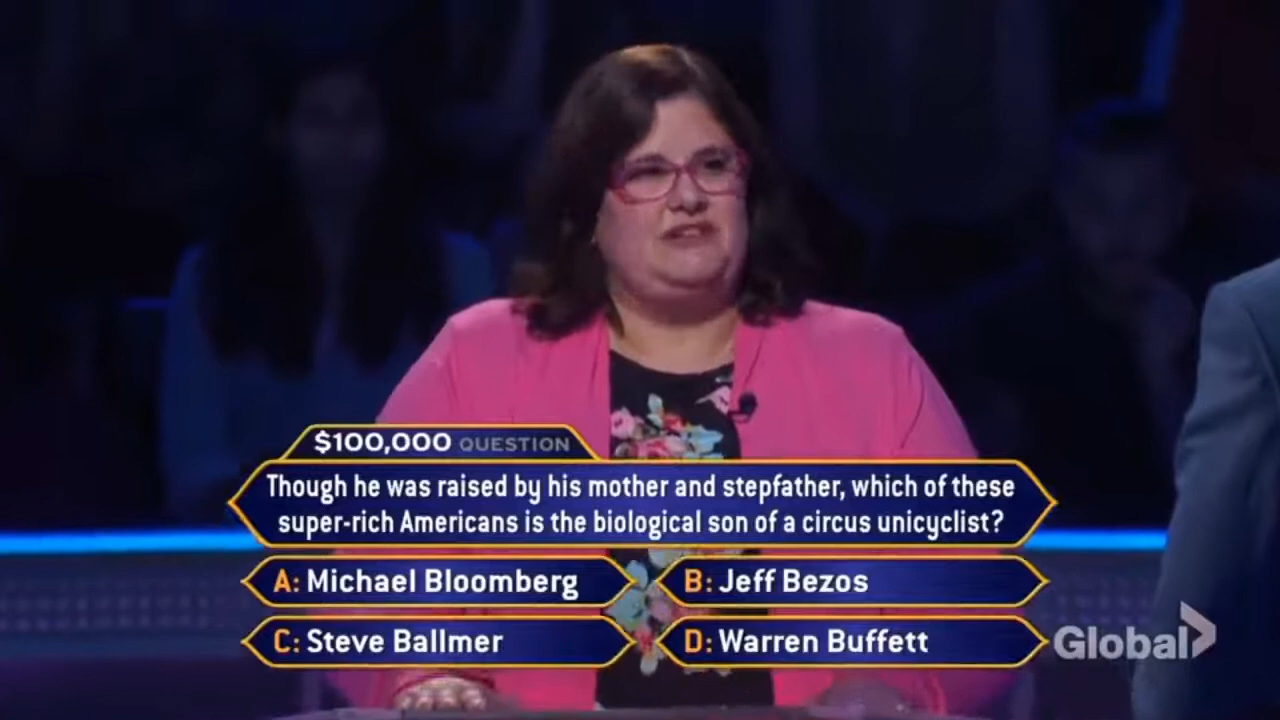 $100,000 QUESTION
Though he was raised by his mother and stepfather, which of these
super-rich Americans is the biological son of a circus unicyclist?
A: Michael Bloomberg
B: Jeff Bezos
C: Steve Ballmer
D: Warren Buffett
Global